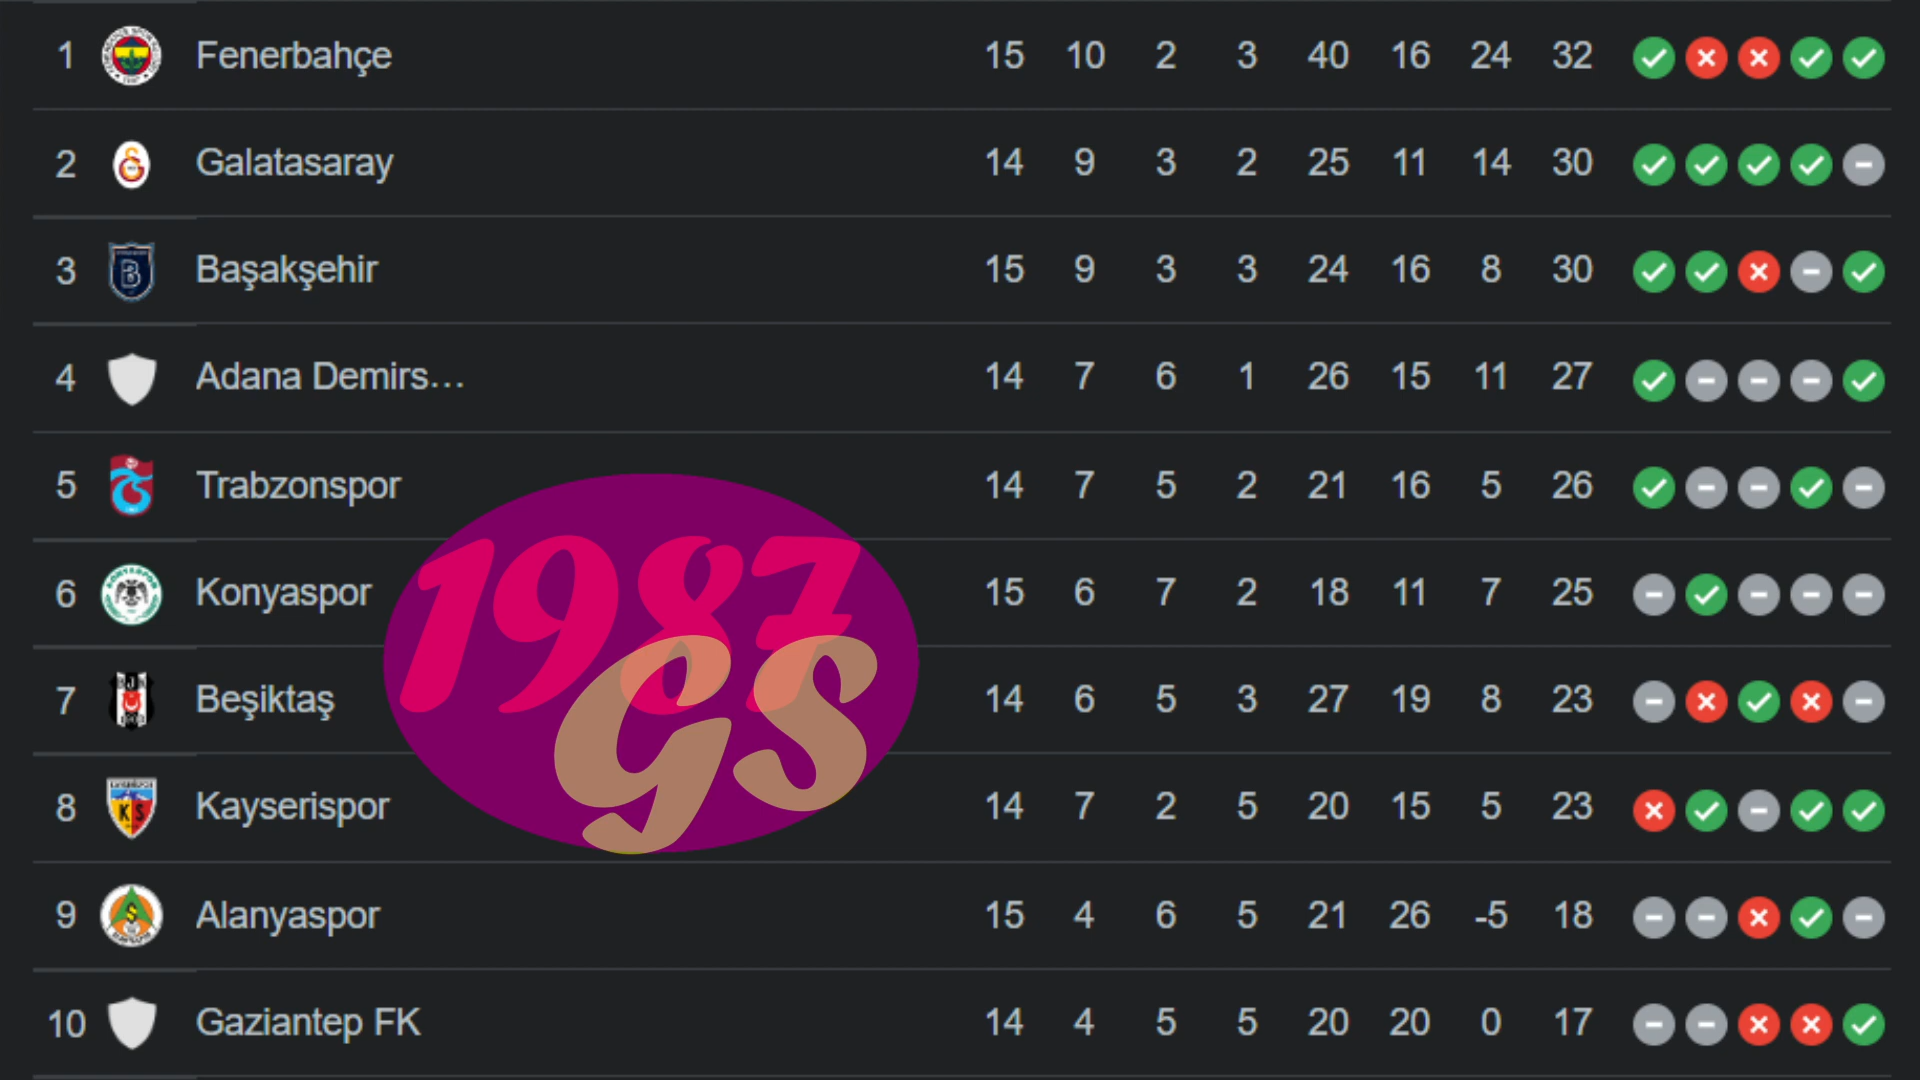 1 Fenerbahçe 15 10 2 3 40 16 24 32
2 Galatasaray 14 9 3 2 25 11 14 30
3 Başakşehir 15 9 3 3 24 16 8 30
4 Adana Demirs... 14 7 6 1 26 15 11 27
5 Trabzonspor 14 7 5 2 21 16 5 26
6 Konyaspor 15 6 7 2 18 11 7 25
7 Beşiktaş 14 6 5 3 27 19 8 23
8 Kayserispor 14 7 2 5 20 15 5 23
9 Alanyaspor 15 4 6 5 21 26 -5 18
10 Gaziantep FK 14 4 5 5 20 20 0 17
1987
GS